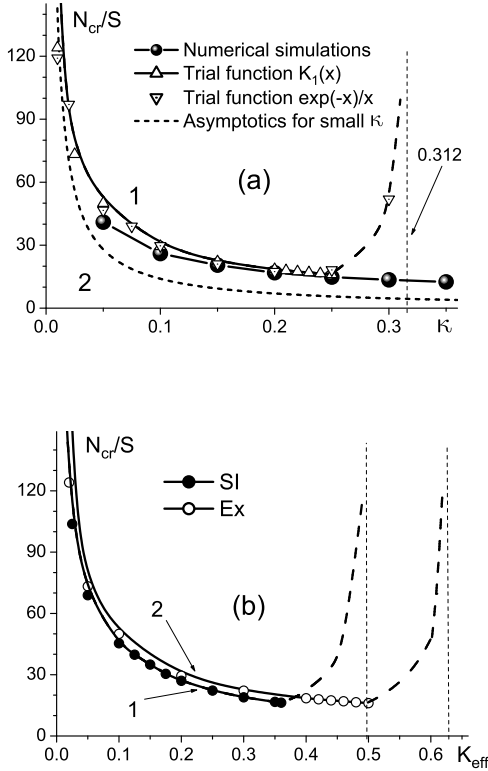 N_cr/S
120
90
60
30
0
Numerical simulations
Trial function K_1(x)
Trial function exp(-x)/x
Asymptotics for small κ
(a)
0.312
1
2
0.0 0.1 0.2 0.3 κ
N_cr/S
120
90
60
30
0
SI
Ex
(b)
2
1
0.0 0.1 0.2 0.3 0.4 0.5 0.6 K_eff